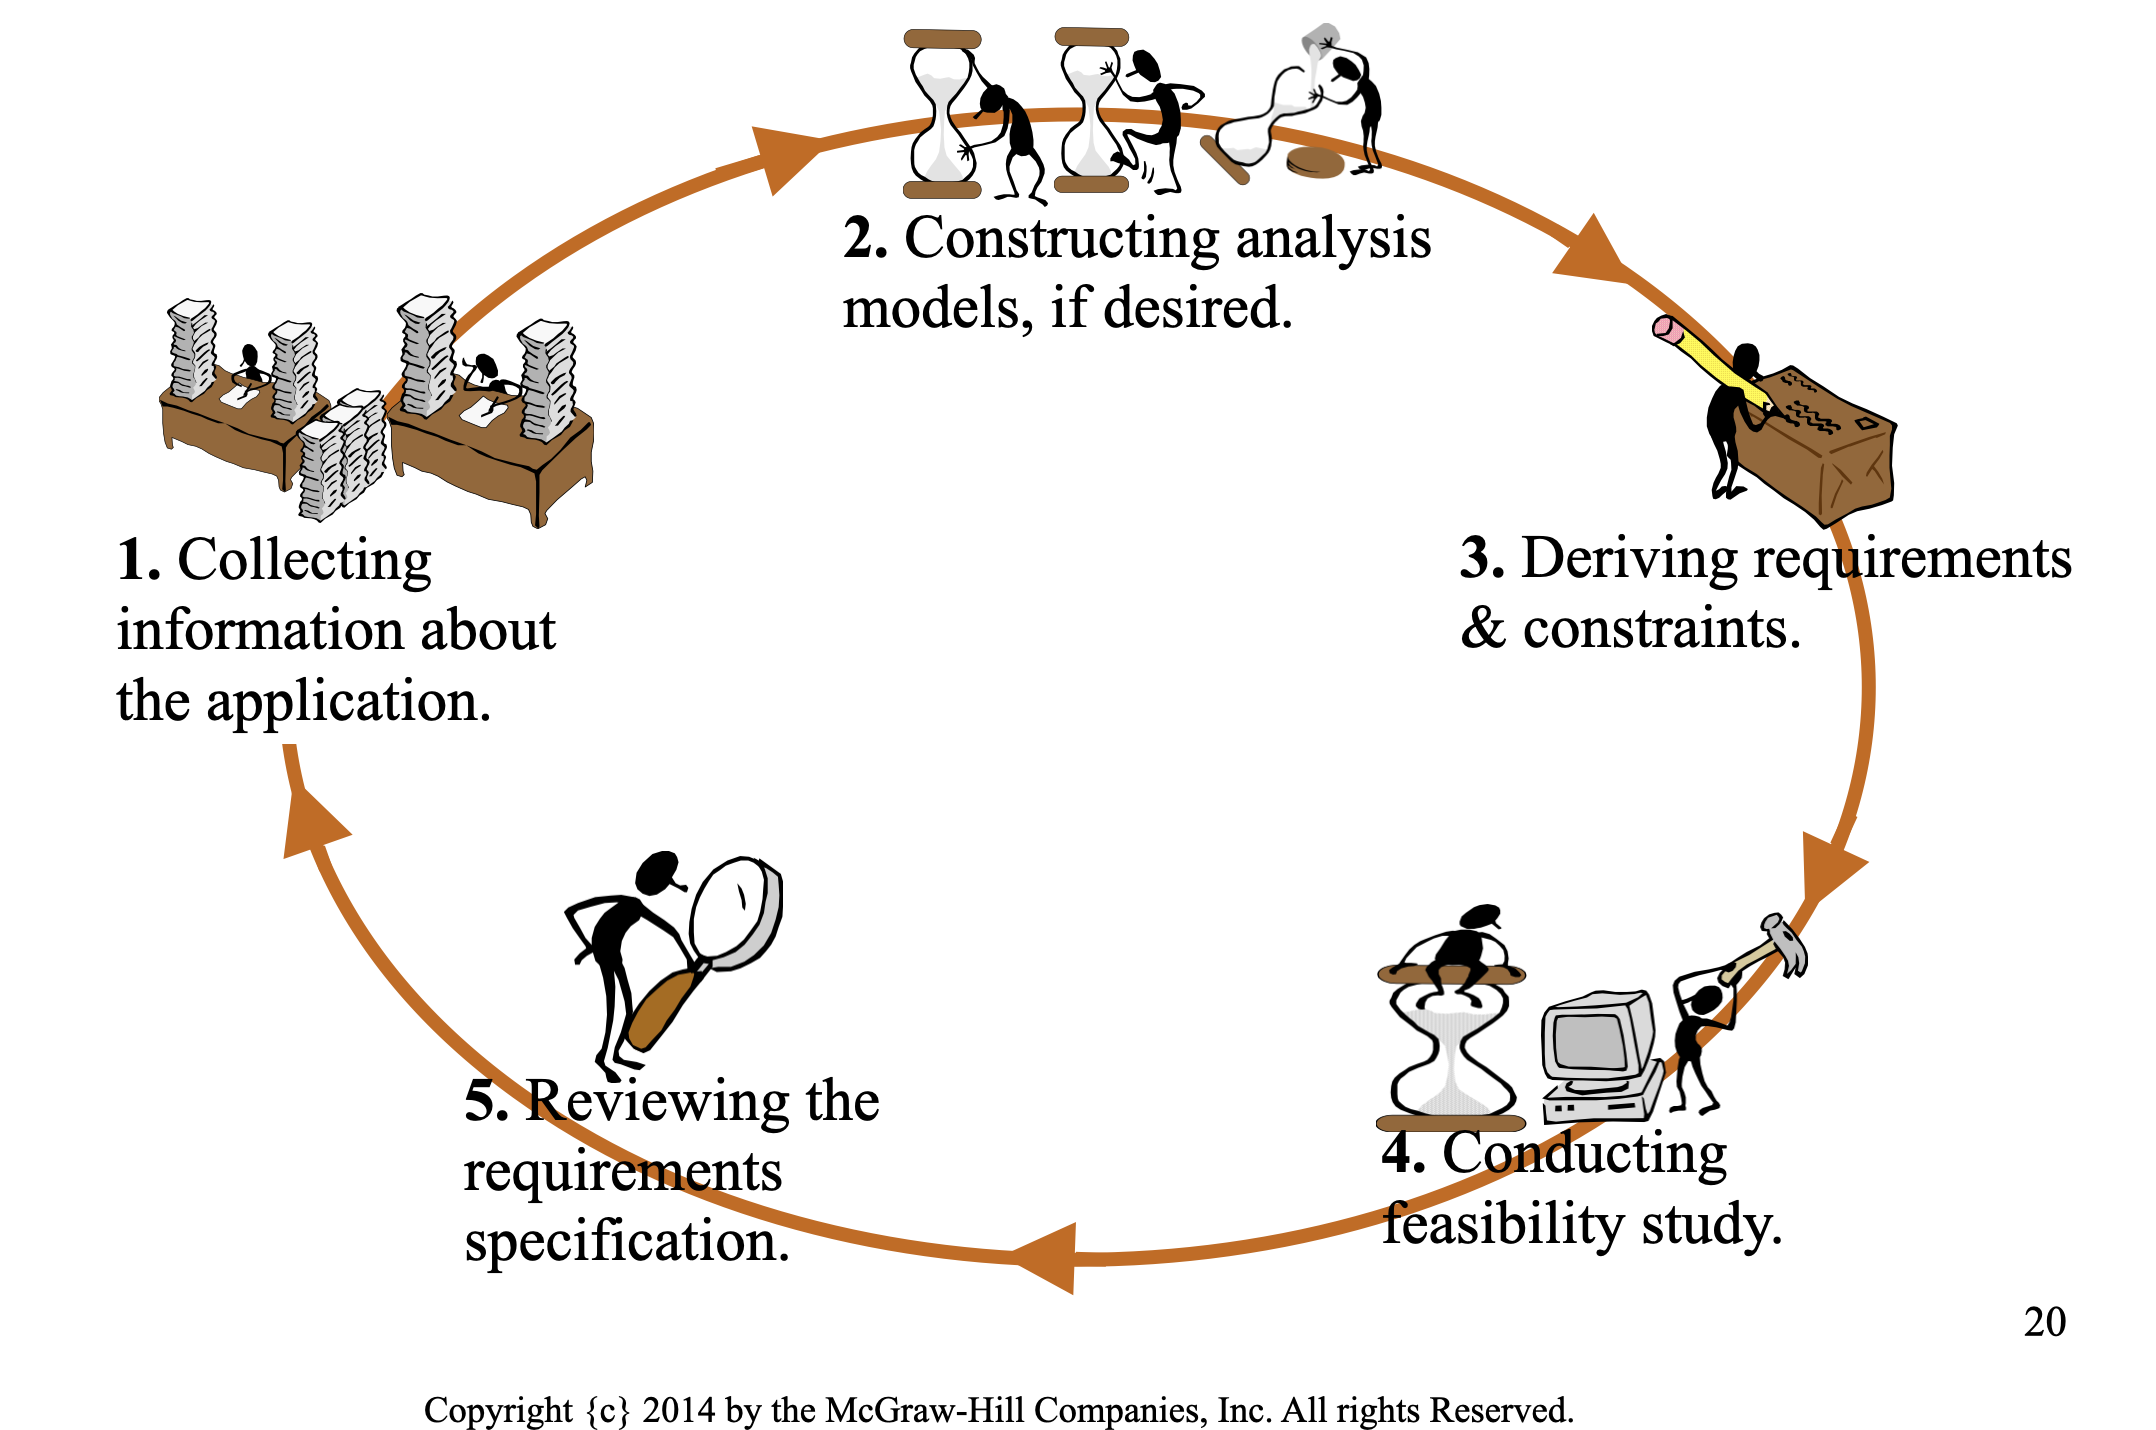 1. Collecting
information about
the application.
2. Constructing analysis
models, if desired.
3. Deriving requirements
& constraints.
4. Conducting
feasibility study.
5. Reviewing the
requirements
specification.
20
Copyright {c} 2014 by the McGraw-Hill Companies, Inc. All rights Reserved.